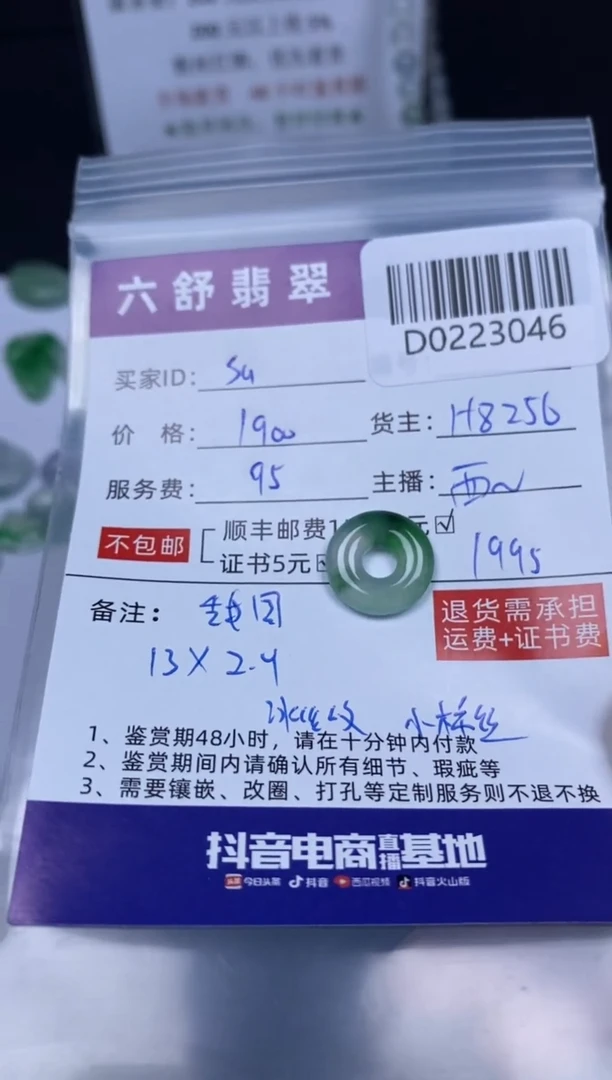 六舒翡翠
D0223046
买家ID: Su
价 格: 1900 货主: H8256
服务费: 95 主播: 西
不包邮 顺丰邮费1 元☑
证书5元
1995
备注:
退货需承担
运费+证书费
13X2.4
1、鉴赏期48小时，请在十分钟内付款
2、鉴赏期间内请确认所有细节、瑕疵等
3、需要镶嵌、改圈、打孔等定制服务则不退不换
抖音电商直播基地
头条 今日头条 抖音 西瓜视频 抖音火山版